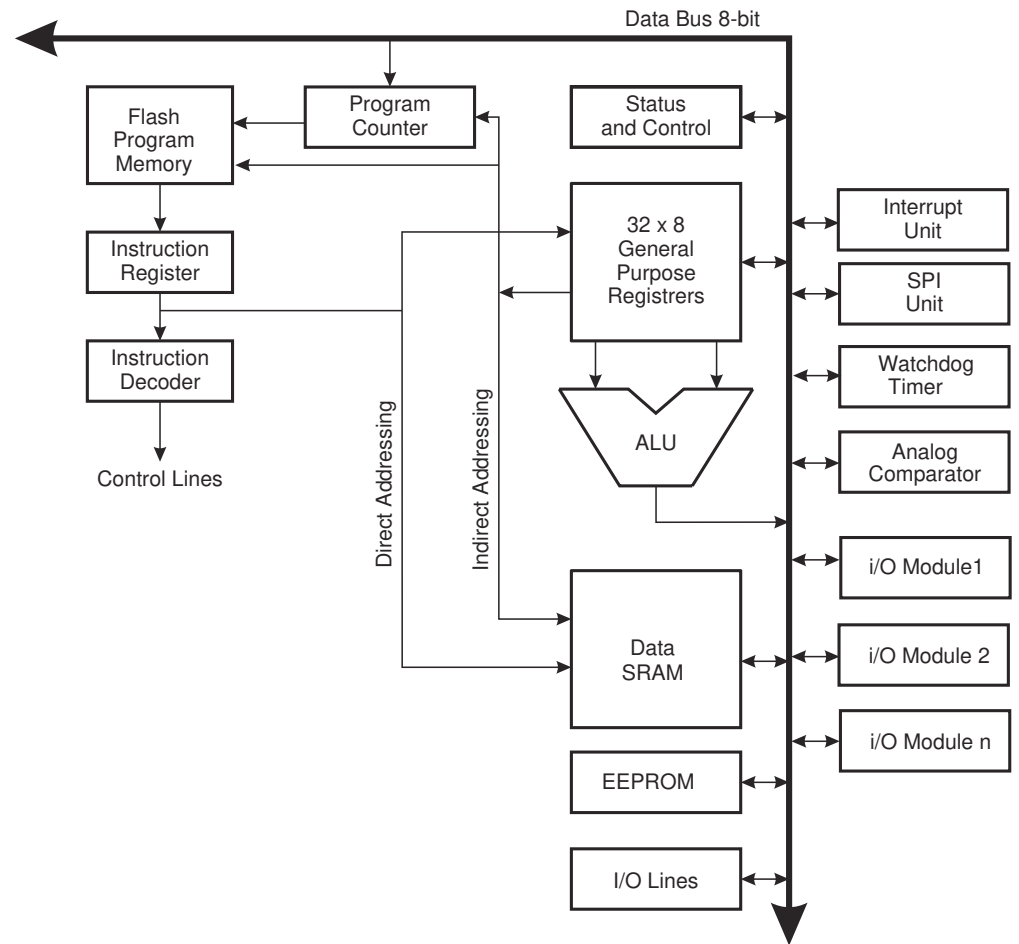 Data Bus 8-bit
Flash
Program
Memory
Program
Counter
Status
and Control
Interrupt
Unit
32 x 8
General
Purpose
Registrers
Instruction
Register
SPI
Unit
Instruction
Decoder
Watchdog
Timer
Direct Addressing
Indirect Addressing
ALU
Analog
Comparator
Control Lines
i/O Module1
Data
SRAM
i/O Module 2
i/O Module n
EEPROM
I/O Lines